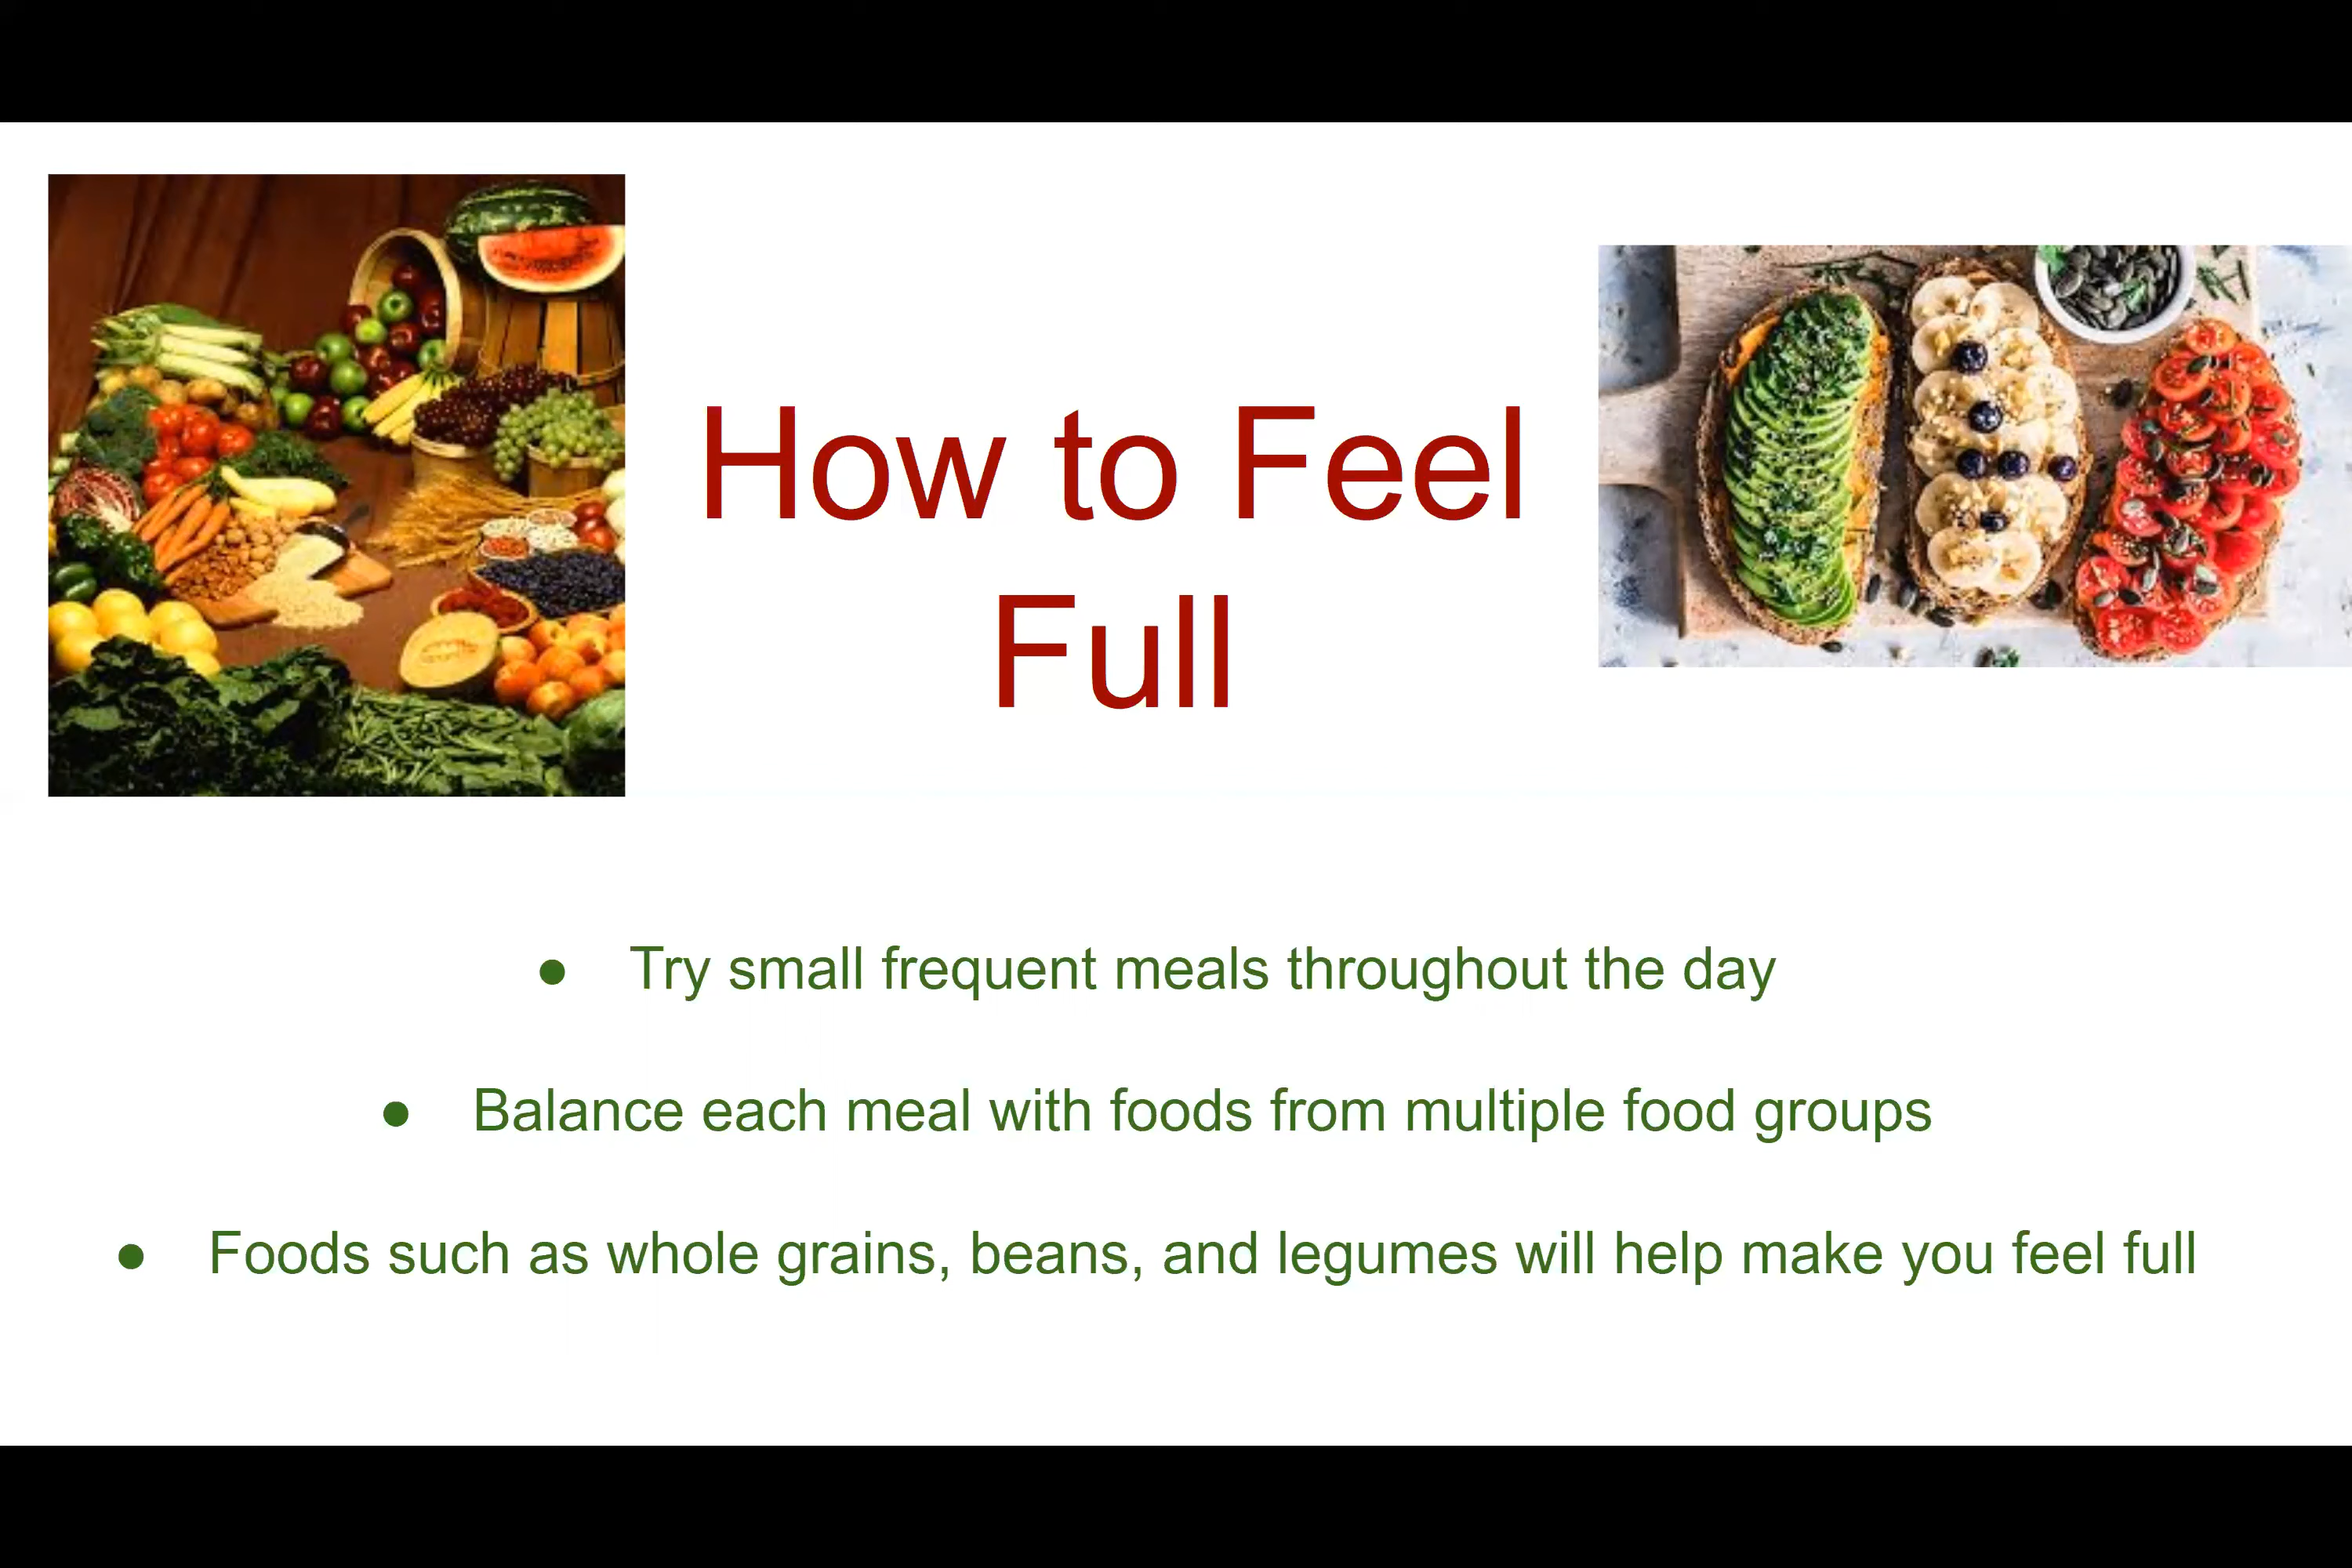 How to Feel
Full
● Try small frequent meals throughout the day
● Balance each meal with foods from multiple food groups
● Foods such as whole grains, beans, and legumes will help make you feel full